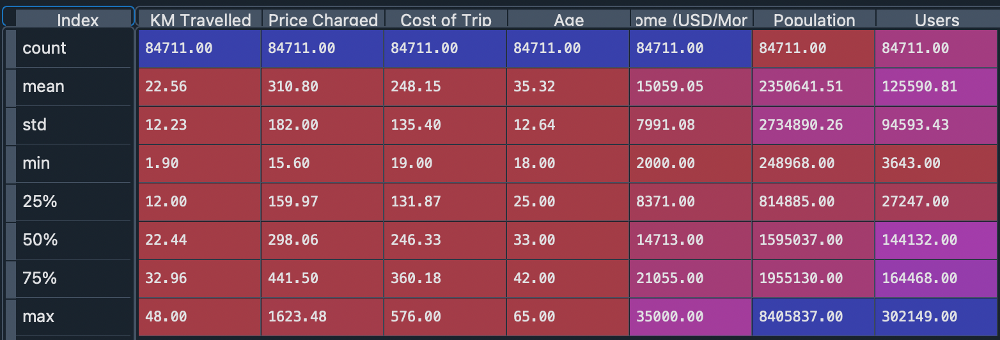 Index KM Travelled Price Charged Cost of Trip Age ome (USD/Mor Population Users
count 84711.00 84711.00 84711.00 84711.00 84711.00 84711.00 84711.00
mean 22.56 310.80 248.15 35.32 15059.05 2350641.51 125590.81
std 12.23 182.00 135.40 12.64 7991.08 2734890.26 94593.43
min 1.90 15.60 19.00 18.00 2000.00 248968.00 3643.00
25% 12.00 159.97 131.87 25.00 8371.00 814885.00 27247.00
50% 22.44 298.06 246.33 33.00 14713.00 1595037.00 144132.00
75% 32.96 441.50 360.18 42.00 21055.00 1955130.00 164468.00
max 48.00 1623.48 576.00 65.00 35000.00 8405837.00 302149.00